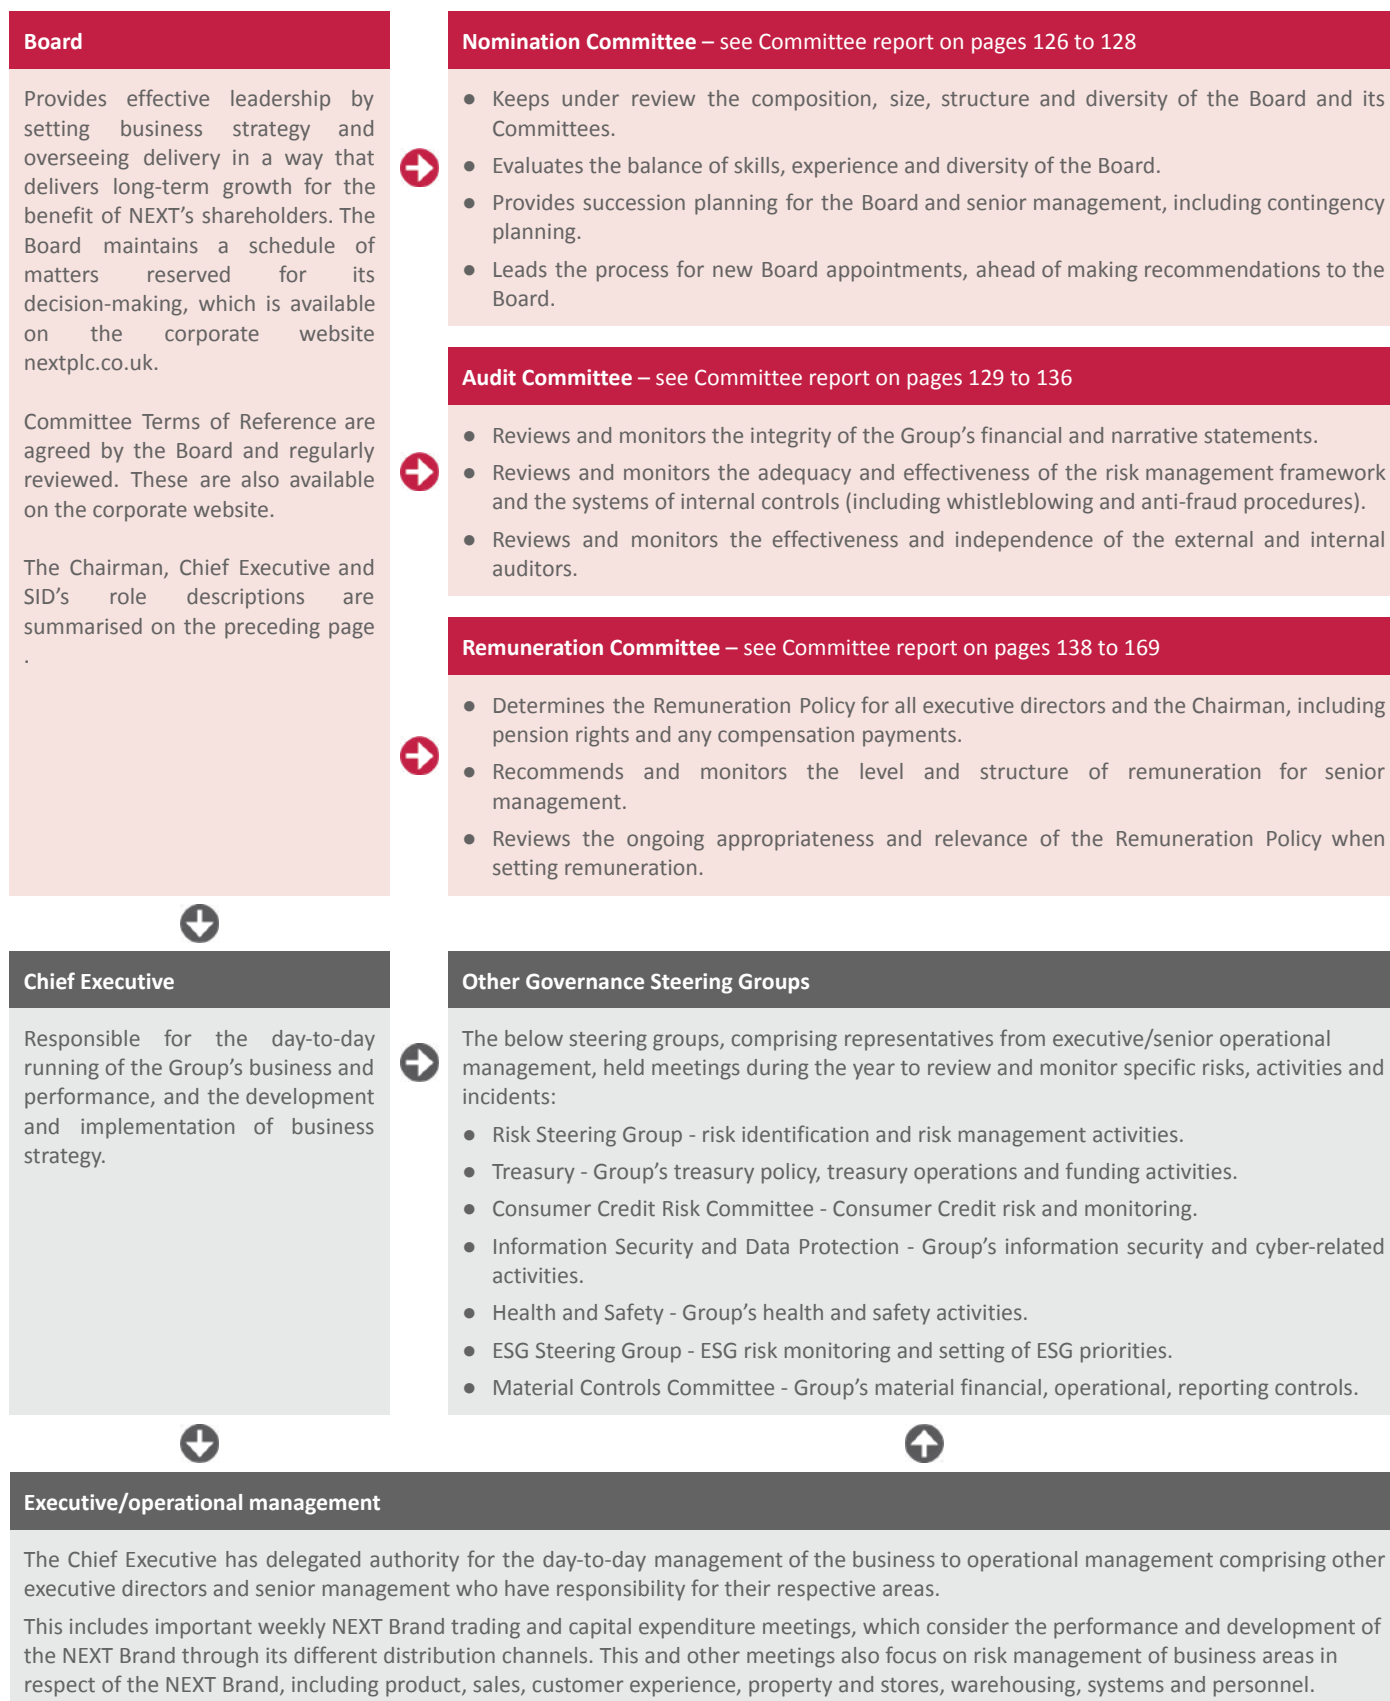 Board
Provides effective leadership by
setting business strategy and
overseeing delivery in a way that
delivers long-term growth for the
benefit of NEXT's shareholders. The
Board maintains a schedule of
matters reserved for its
decision-making, which is available
on the corporate website
nextplc.co.uk.
Committee Terms of Reference are
agreed by the Board and regularly
reviewed. These are also available
on the corporate website.
The Chairman, Chief Executive and
SID's role descriptions are
summarised on the preceding page
.
Nomination Committee – see Committee report on pages 126 to 128
● Keeps under review the composition, size, structure and diversity of the Board and its
Committees.
● Evaluates the balance of skills, experience and diversity of the Board.
● Provides succession planning for the Board and senior management, including contingency
planning.
● Leads the process for new Board appointments, ahead of making recommendations to the
Board.
Audit Committee – see Committee report on pages 129 to 136
● Reviews and monitors the integrity of the Group's financial and narrative statements.
● Reviews and monitors the adequacy and effectiveness of the risk management framework
and the systems of internal controls (including whistleblowing and anti-fraud procedures).
● Reviews and monitors the effectiveness and independence of the external and internal
auditors.
Remuneration Committee – see Committee report on pages 138 to 169
● Determines the Remuneration Policy for all executive directors and the Chairman, including
pension rights and any compensation payments.
● Recommends and monitors the level and structure of remuneration for senior
management.
● Reviews the ongoing appropriateness and relevance of the Remuneration Policy when
setting remuneration.
Chief Executive
Responsible for the day-to-day
running of the Group's business and
performance, and the development
and implementation of business
strategy.
Other Governance Steering Groups
The below steering groups, comprising representatives from executive/senior operational
management, held meetings during the year to review and monitor specific risks, activities and
incidents:
● Risk Steering Group - risk identification and risk management activities.
● Treasury - Group's treasury policy, treasury operations and funding activities.
● Consumer Credit Risk Committee - Consumer Credit risk and monitoring.
● Information Security and Data Protection - Group's information security and cyber-related
activities.
● Health and Safety - Group's health and safety activities.
● ESG Steering Group - ESG risk monitoring and setting of ESG priorities.
● Material Controls Committee - Group's material financial, operational, reporting controls.
Executive/operational management
The Chief Executive has delegated authority for the day-to-day management of the business to operational management comprising other
executive directors and senior management who have responsibility for their respective areas.
This includes important weekly NEXT Brand trading and capital expenditure meetings, which consider the performance and development of
the NEXT Brand through its different distribution channels. This and other meetings also focus on risk management of business areas in
respect of the NEXT Brand, including product, sales, customer experience, property and stores, warehousing, systems and personnel.